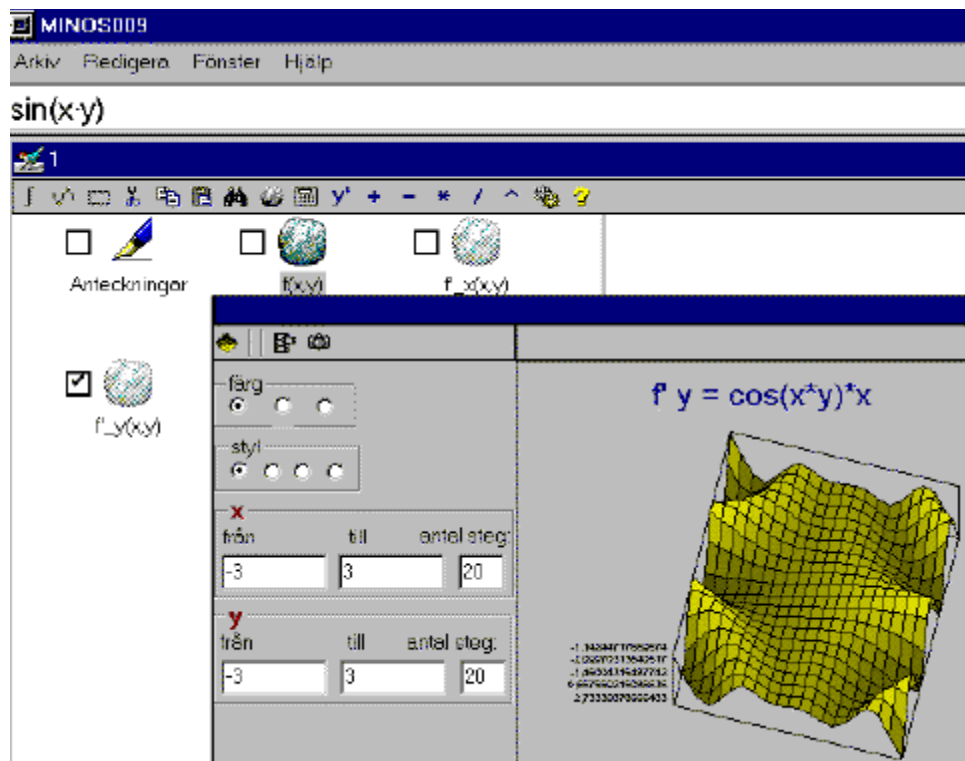 MINOS009
Arkiv Redigera Fönster Hjälp
sin(x·y)
1
y' + - * / ^ ?
Anteckningar f(x,y) f'_x(x,y)
f'_y(x,y)
färg
styl
x
från till antal steg:
-3 3 20
y
från till antal steg:
-3 3 20
f' y = cos(x*y)*x